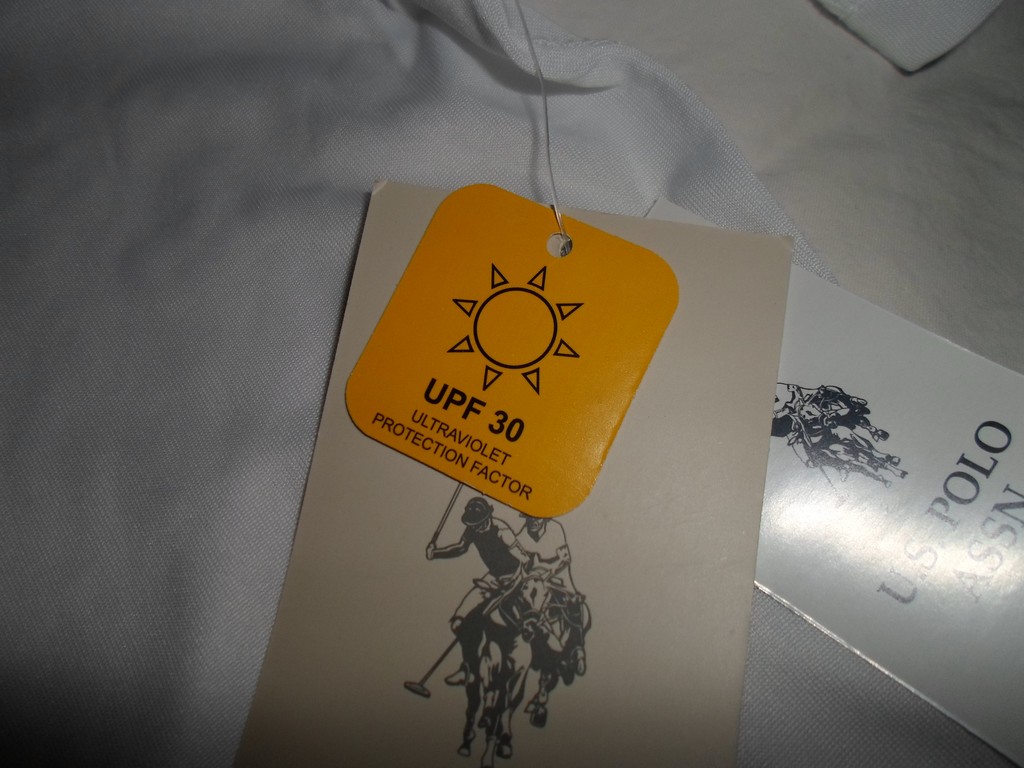 UPF 30
ULTRAVIOLET
PROTECTION FACTOR
U.S POLO
ASSN